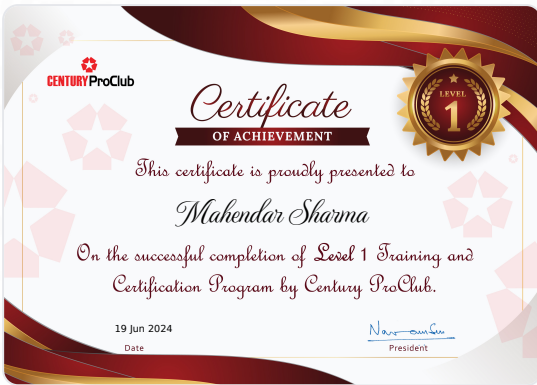 CENTURY ProClub
LEVEL
1
Certificate
OF ACHIEVEMENT
This certificate is proudly presented to
Mahendar Sharma
On the successful completion of Level 1 Training and
Certification Program by Century ProClub.
19 Jun 2024
Date
President